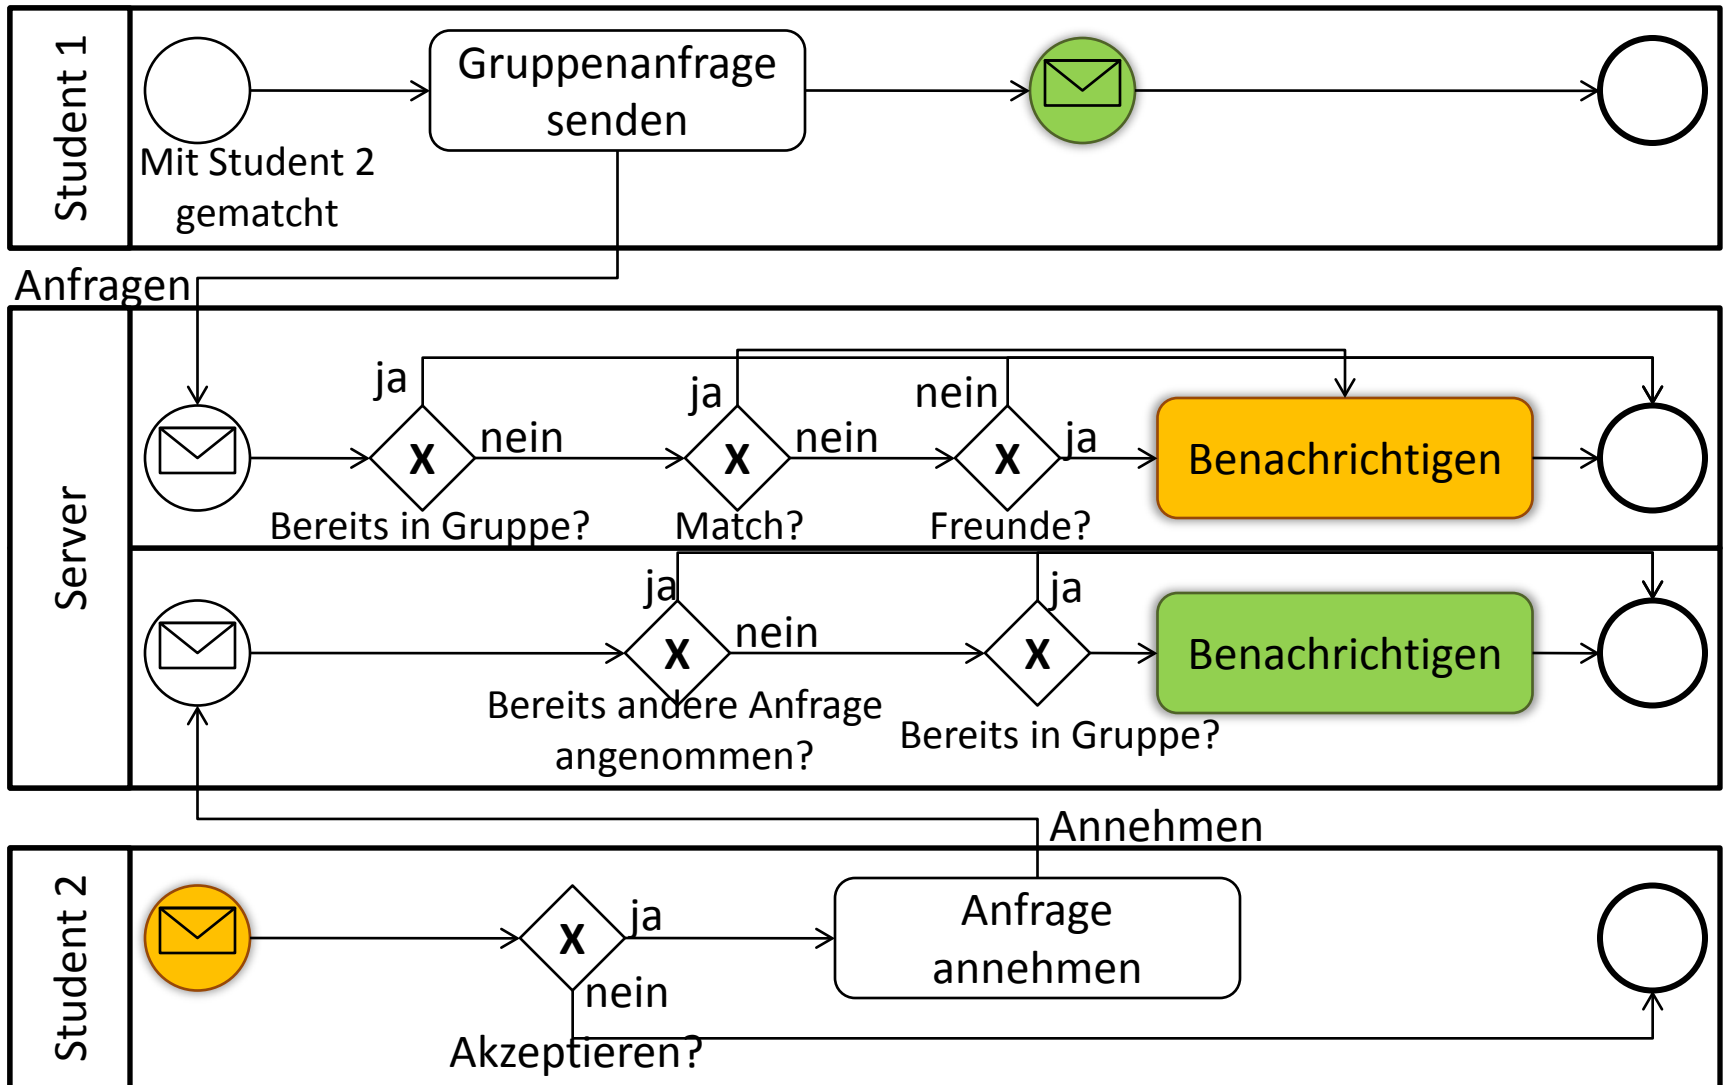 Student 1
Gruppenanfrage
senden
Mit Student 2
gematcht
Anfragen
Server
ja
nein
ja
nein
nein
ja
X
X
X
Benachrichtigen
Bereits in Gruppe?
Match?
Freunde?
ja
nein
ja
X
X
Benachrichtigen
Bereits andere Anfrage
angenommen?
Bereits in Gruppe?
Annehmen
Student 2
X
ja
nein
Akzeptieren?
Anfrage
annehmen